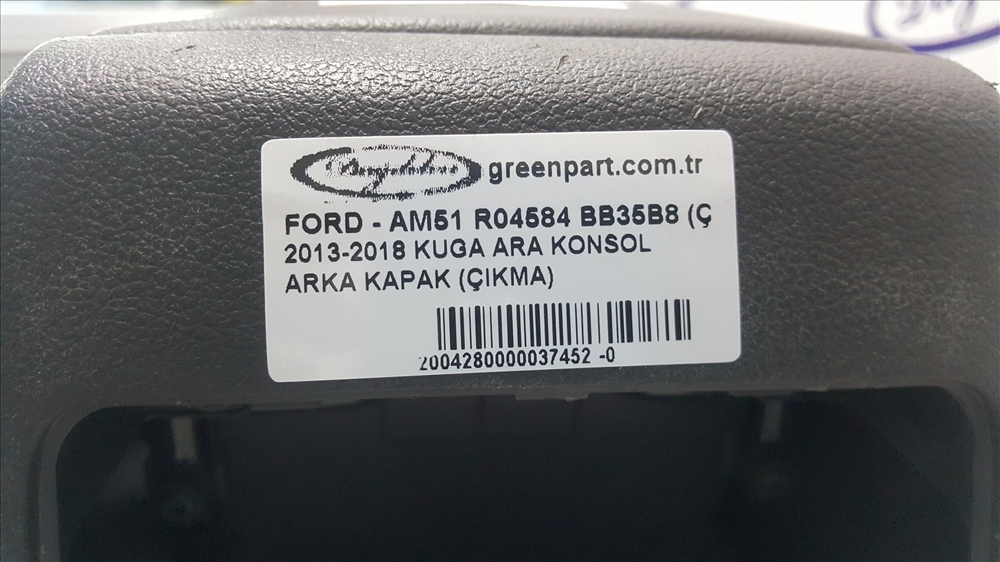 greenpart.com.tr
FORD - AM51 R04584 BB35B8 (Ç
2013-2018 KUGA ARA KONSOL
ARKA KAPAK (ÇIKMA)
2004280000037452 -0